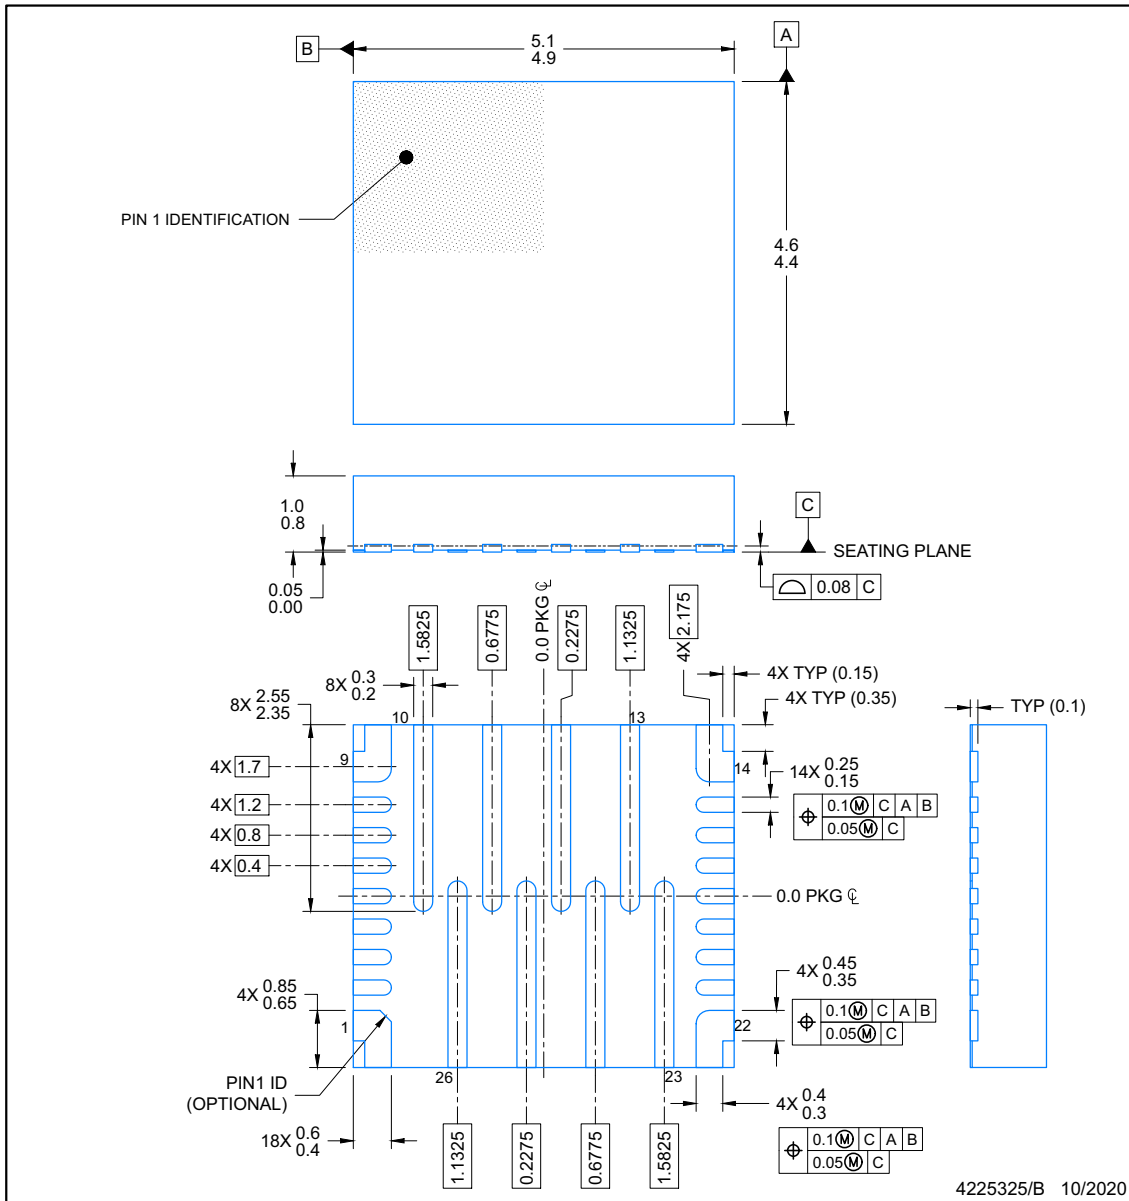 B
5.1
4.9
A
PIN 1 IDENTIFICATION
4.6
4.4
1.0
0.8
C
SEATING PLANE
0.05
0.00
0.08 C
1.5825
0.6775
0.0 PKG ℄
0.2275
1.1325
4X 2.175
8X 0.3
0.2
4X TYP (0.15)
4X TYP (0.35)
8X 2.55
2.35
TYP (0.1)
10
13
9
14
4X 1.7
4X 1.2
4X 0.8
4X 0.4
14X 0.25
0.15
0.1Ⓜ C A B
0.05Ⓜ C
0.0 PKG ℄
4X 0.85
0.65
4X 0.45
0.35
0.1Ⓜ C A B
0.05Ⓜ C
1
22
26
23
PIN1 ID
(OPTIONAL)
18X 0.6
0.4
4X 0.4
0.3
0.1Ⓜ C A B
0.05Ⓜ C
1.1325
0.2275
0.6775
1.5825
4225325/B 10/2020